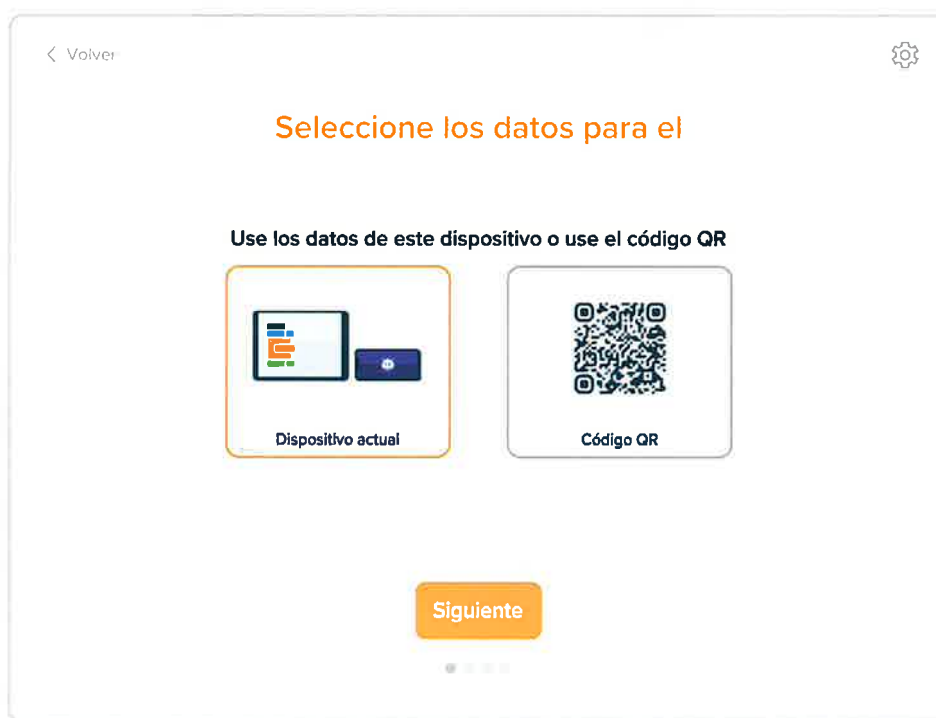 Volver
Seleccione los datos para el
Use los datos de este dispositivo o use el código QR
Dispositivo actual
Código QR
Siguiente